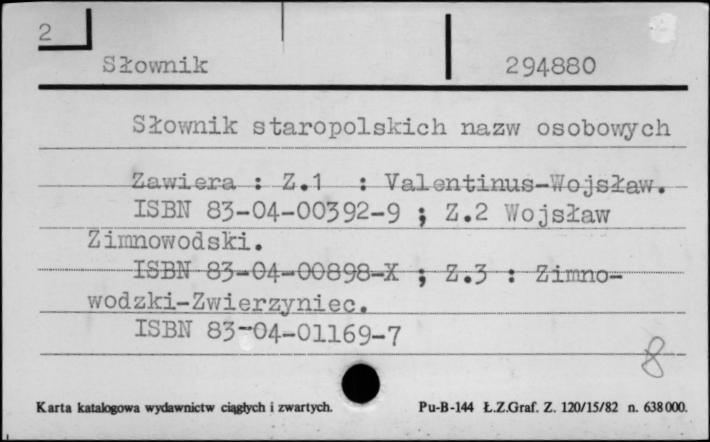 2
Słownik 294880
Słownik staropolskich nazw osobowych
Zawiera : Z.1 : Valentinus-Wojsław.
ISBN 83-04-00392-9 ; Z.2 Wojsław
Zimnowodski.
ISBN 83-04-00898-X ; Z.3 : Zimno-
wodzki-Zwierzyniec.
ISBN 83-04-01169-7
8
Karta katalogowa wydawnictw ciągłych i zwartych. Pu-B-144 Ł.Z.Graf. Z. 120/15/82 n. 638000.